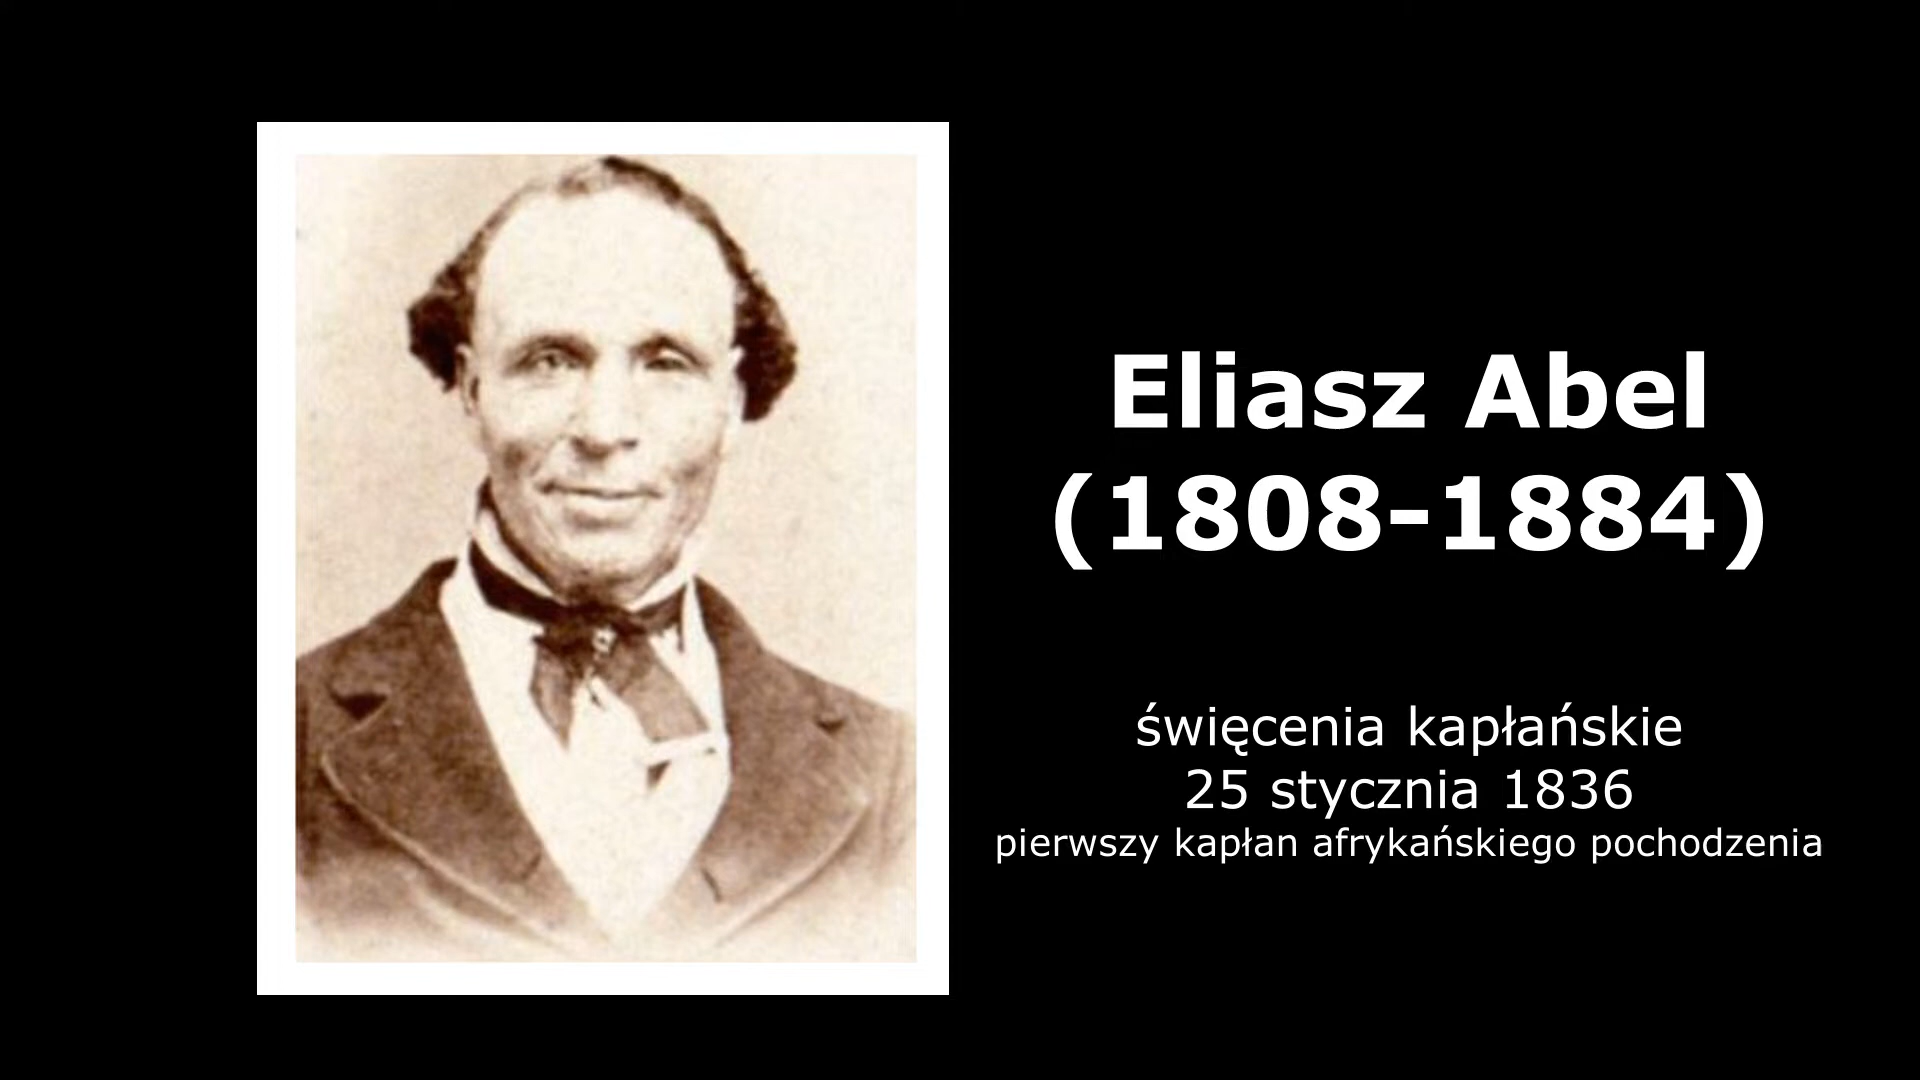 Eliasz Abel
(1808-1884)
święcenia kapłańskie
25 stycznia 1836
pierwszy kapłan afrykańskiego pochodzenia